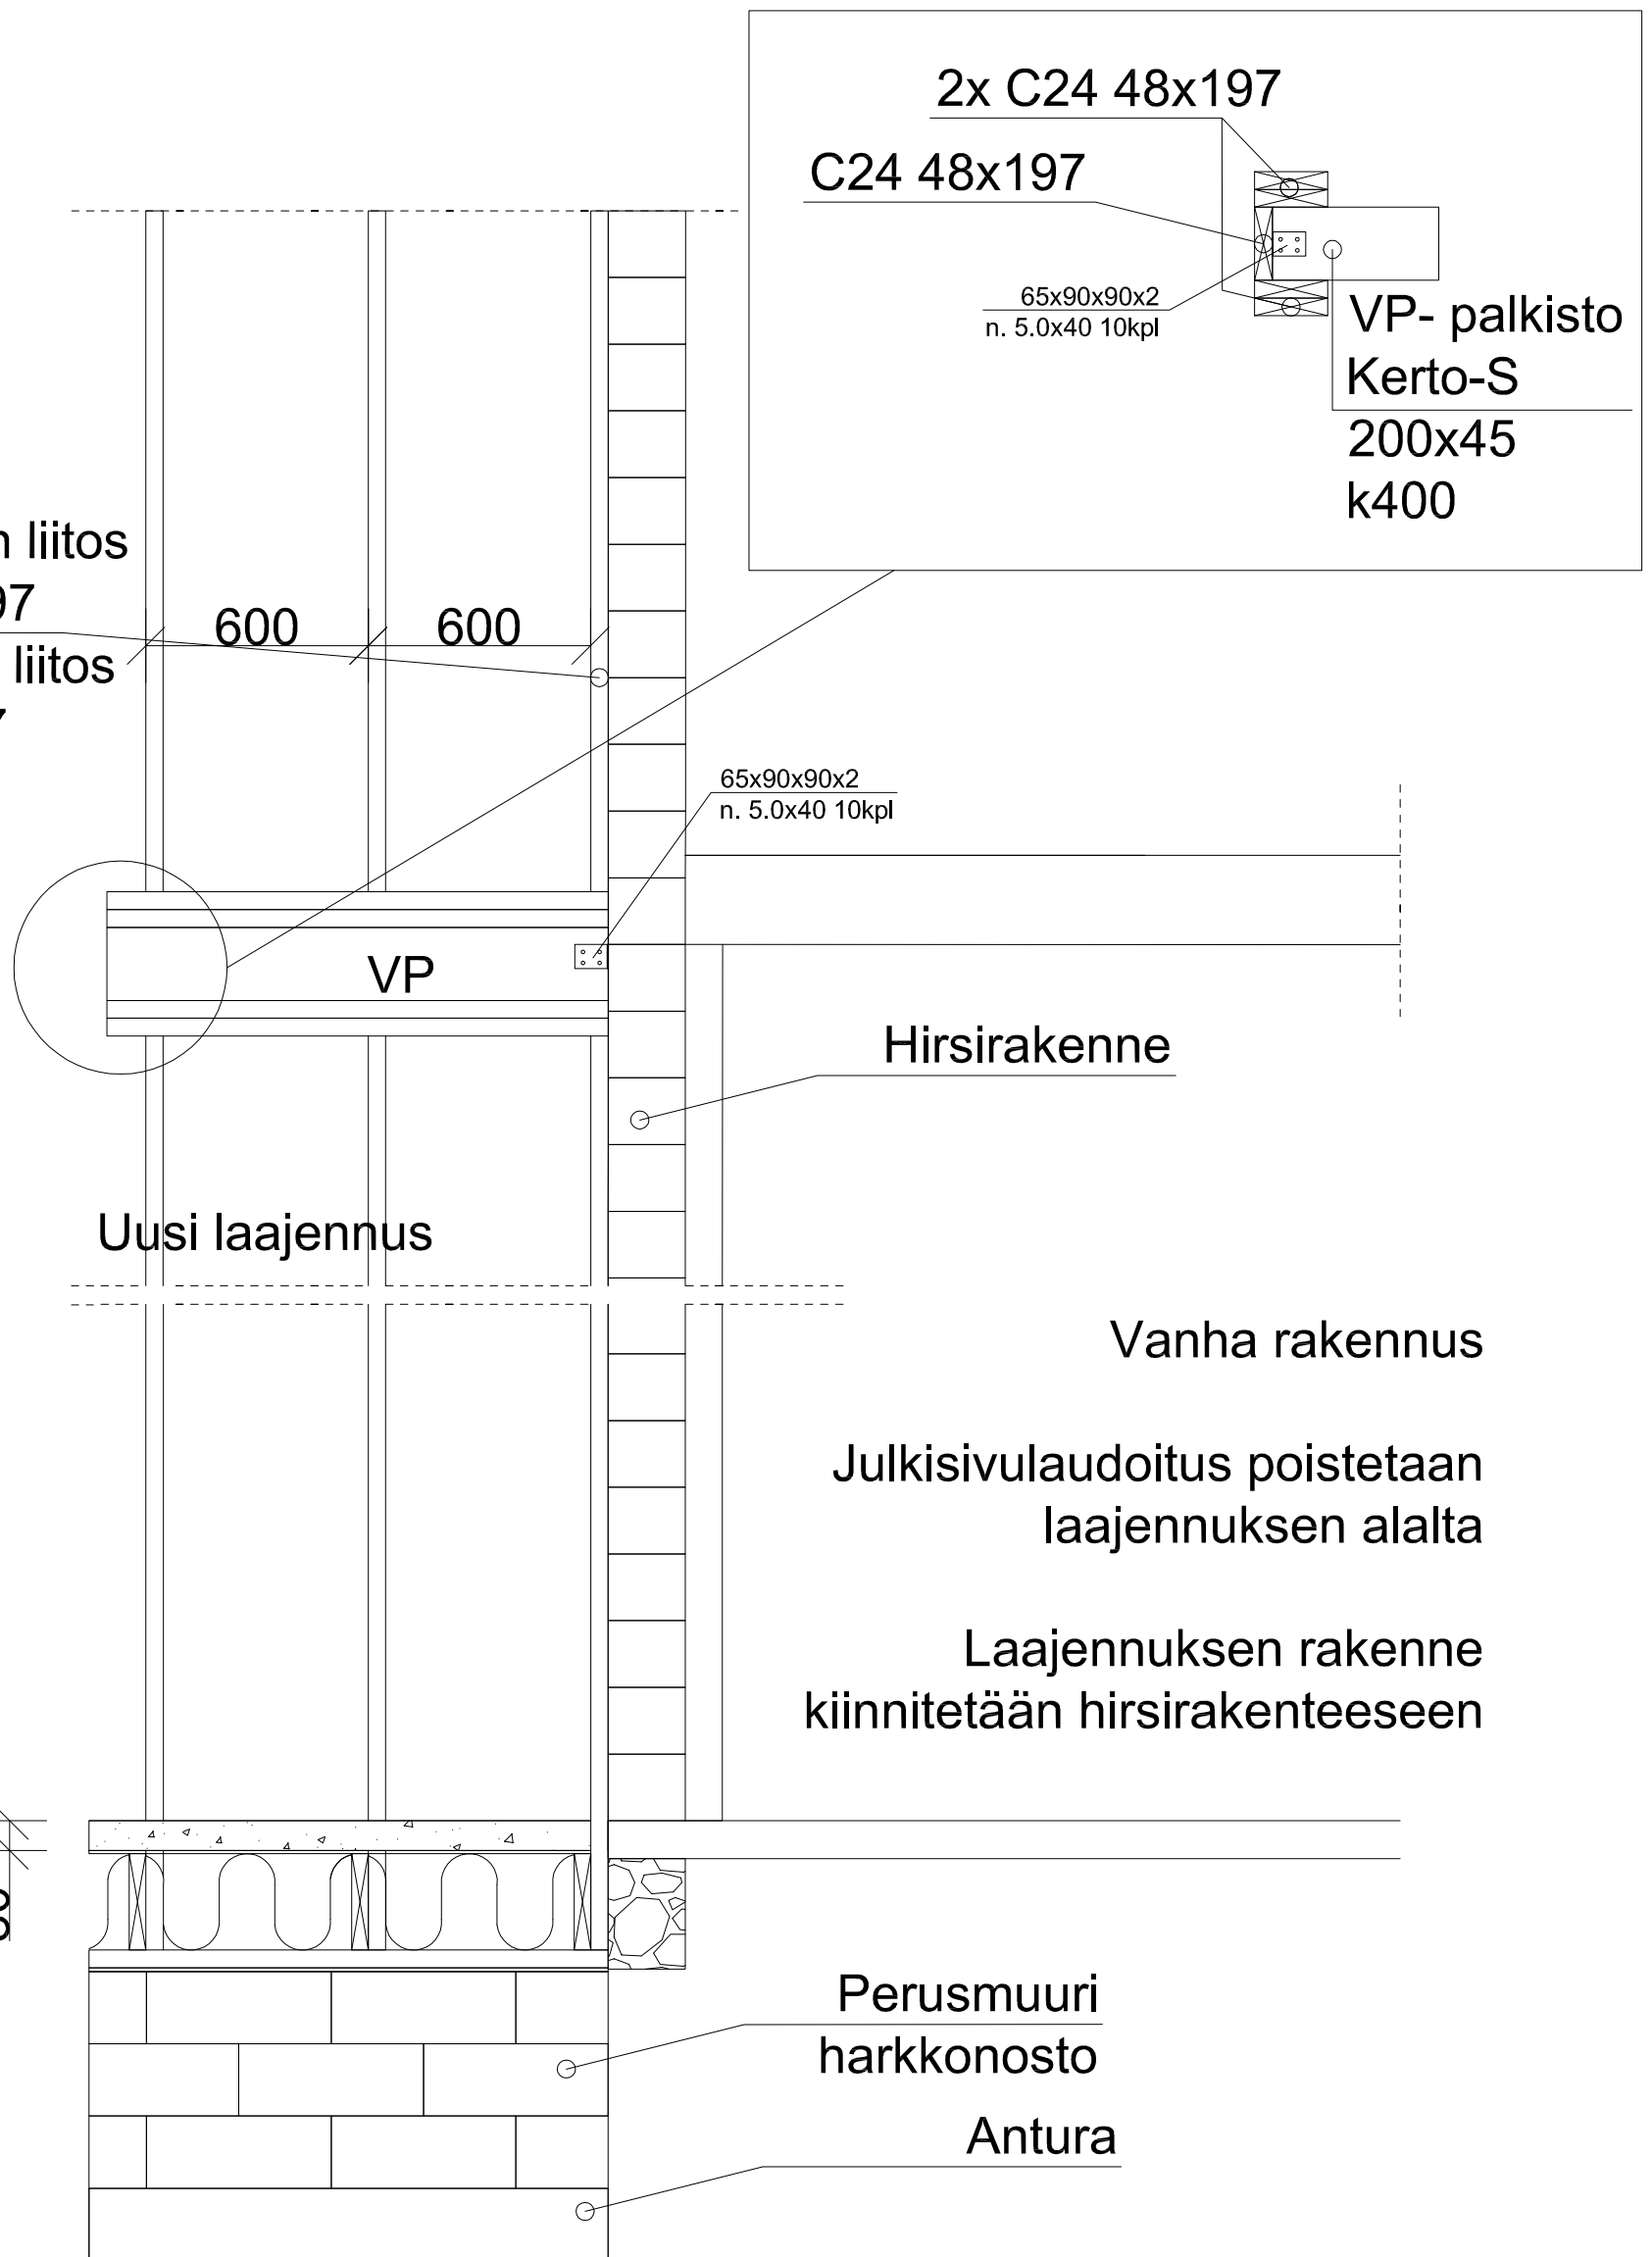 2x C24 48x197
C24 48x197
65x90x90x2
n. 5.0x40 10kpl
VP- palkisto
Kerto-S
200x45
k400
liitos
600
600
liitos
65x90x90x2
n. 5.0x40 10kpl
VP
Hirsirakenne
Uusi laajennus
Vanha rakennus
Julkisivulaudoitus poistetaan
laajennuksen alalta
Laajennuksen rakenne
kiinnitetään hirsirakenteeseen
Perusmuuri
harkkonosto
Antura